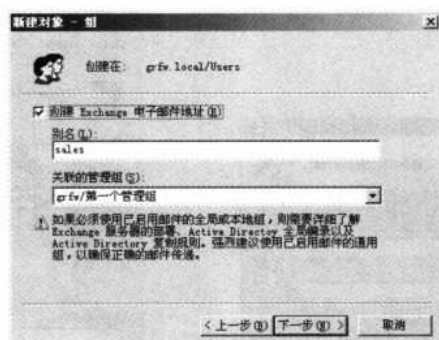 新建对象 - 组
创建在: grfw.local/Users
创建 Exchange 电子邮件地址(R)
别名(L):
sales
关联的管理组(S):
grfw/第一个管理组
如果必须使用已启用邮件的全局或本地组，则需要详细了解
Exchange 服务器的部署、Active Directoy 全局编录以及
Active Directory 复制规则。强烈建议使用已启用邮件的通用
组，以确保正确的邮件传递。
< 上一步(B)
下一步(N) >
取消